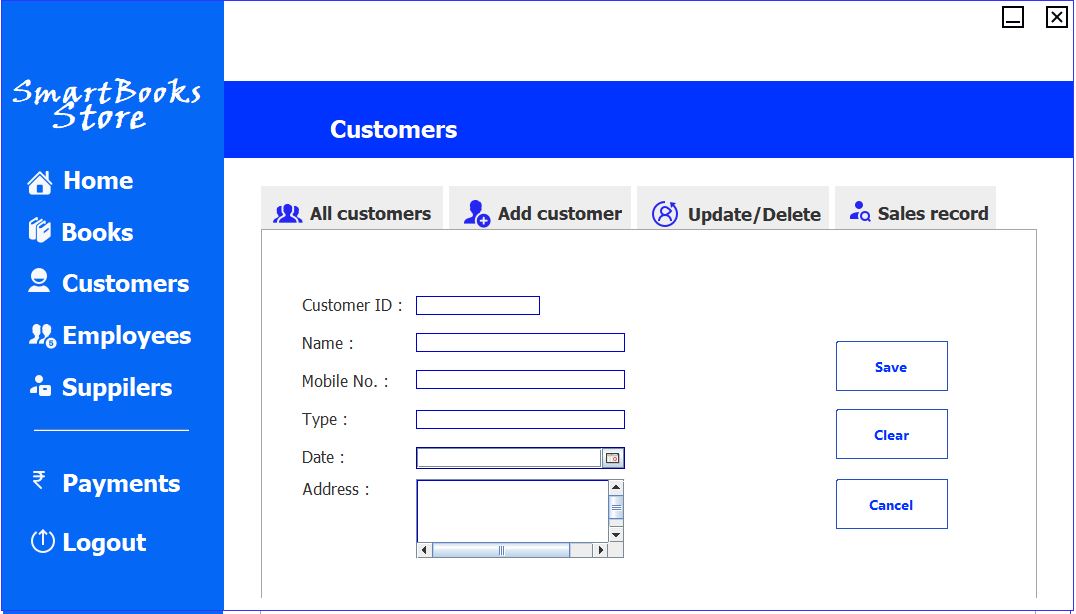 SmartBooks
Store
Home
Books
Customers
Employees
Suppilers
₹ Payments
Logout
Customers
All customers
Add customer
Update/Delete
Sales record
Customer ID :
Name :
Mobile No. :
Type :
Date :
Address :
Save
Clear
Cancel